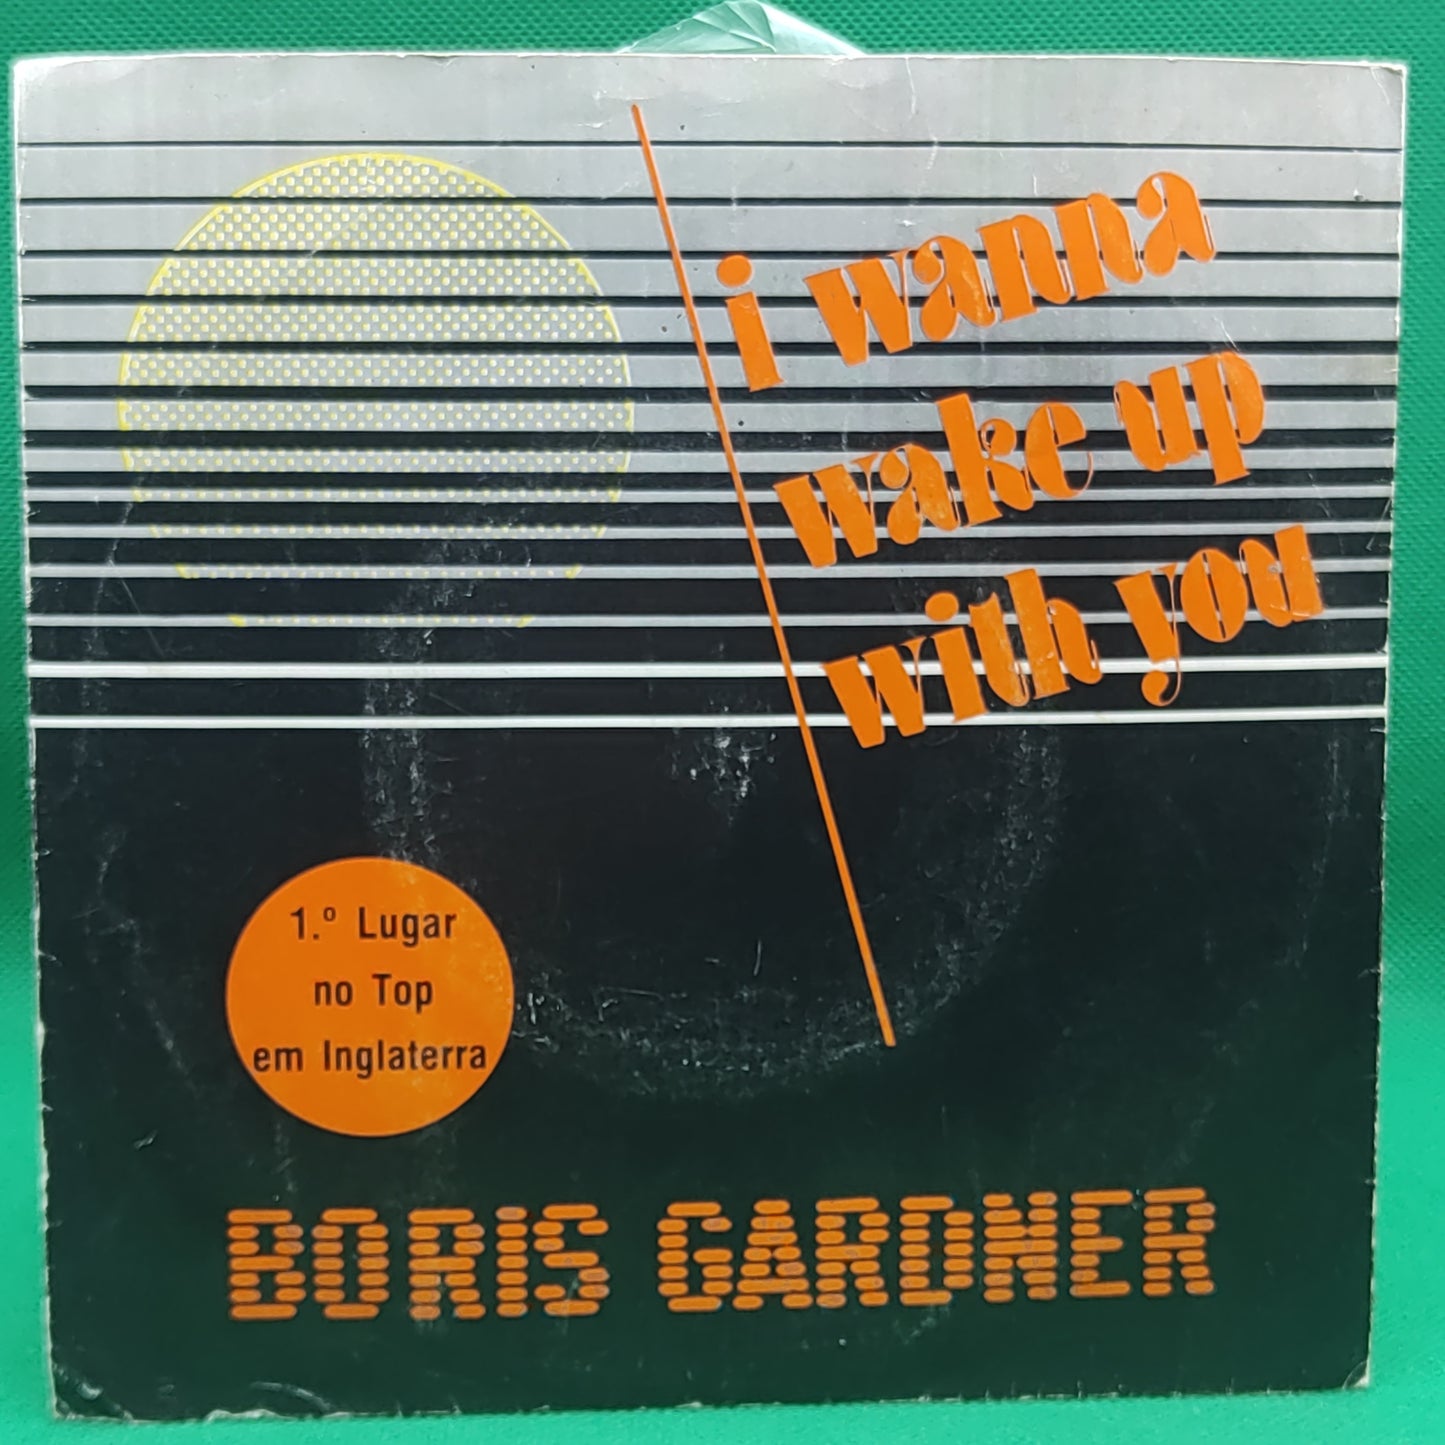 i wanna
wake up
with you
1.º Lugar
no Top
em Inglaterra
BORIS GARDNER